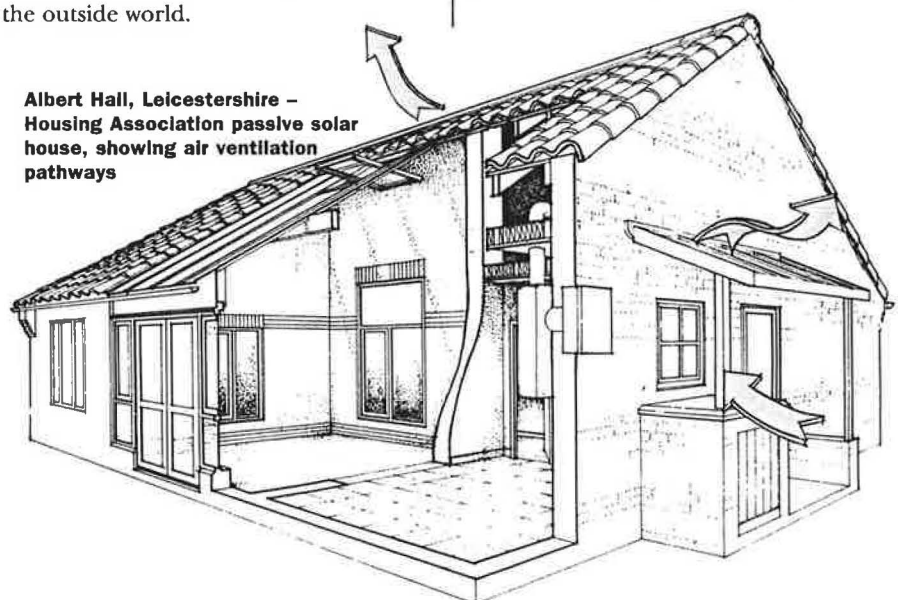 the outside world.
Albert Hall, Leicestershire –
Housing Association passive solar
house, showing air ventilation
pathways